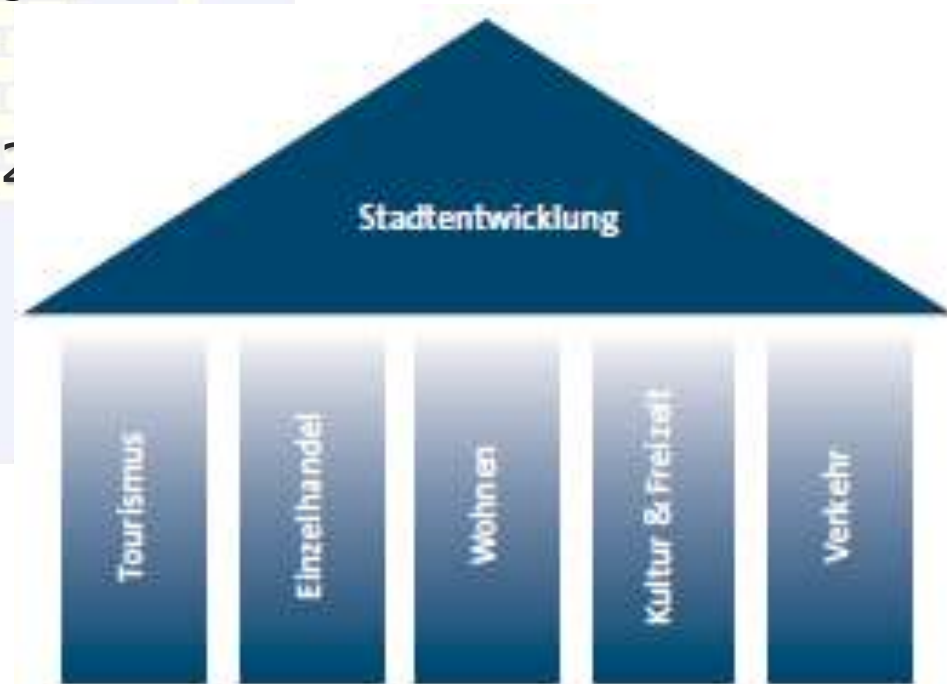 Stadtentwicklung
Tourismus
Einzelhandel
Wohnen
Kultur & Freizeit
Verkehr